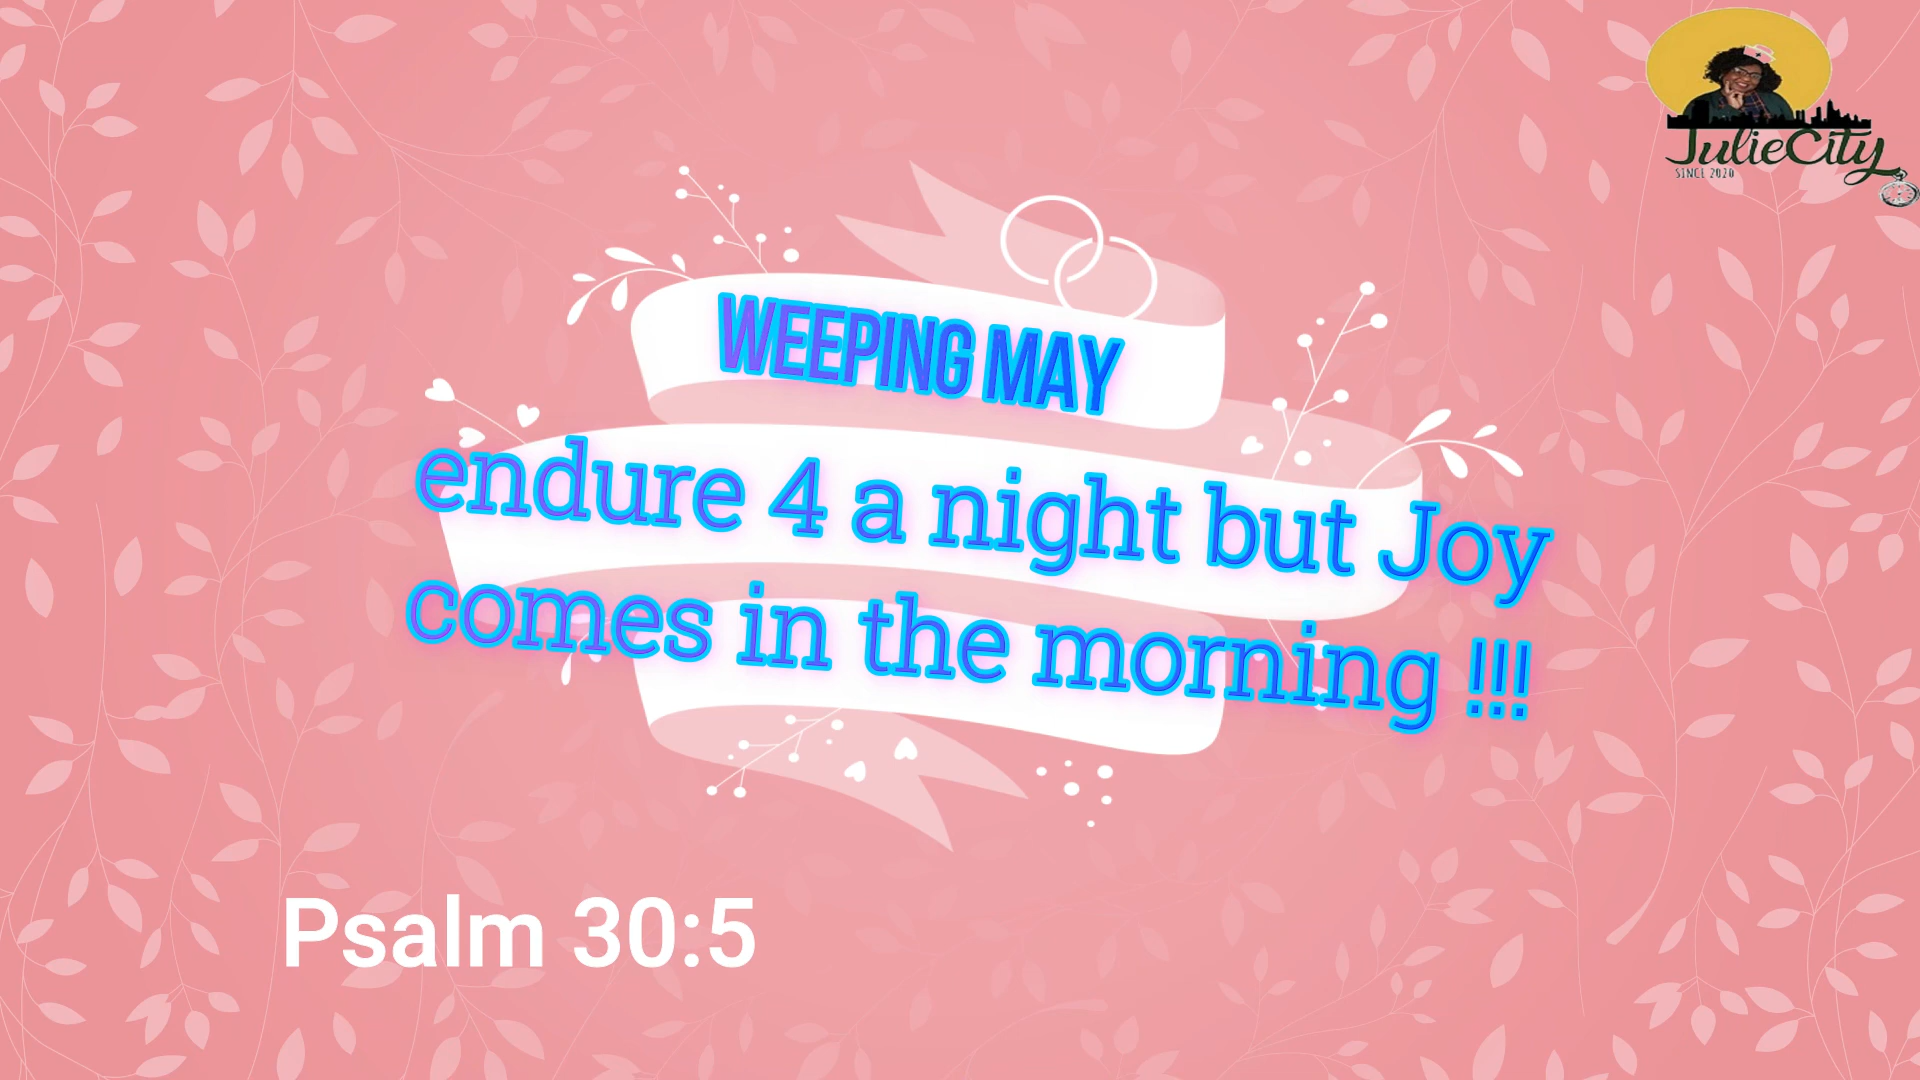 JulieCity
SINCE 2020
WEEPING MAY
endure 4 a night but Joy
comes in the morning !!!
Psalm 30:5